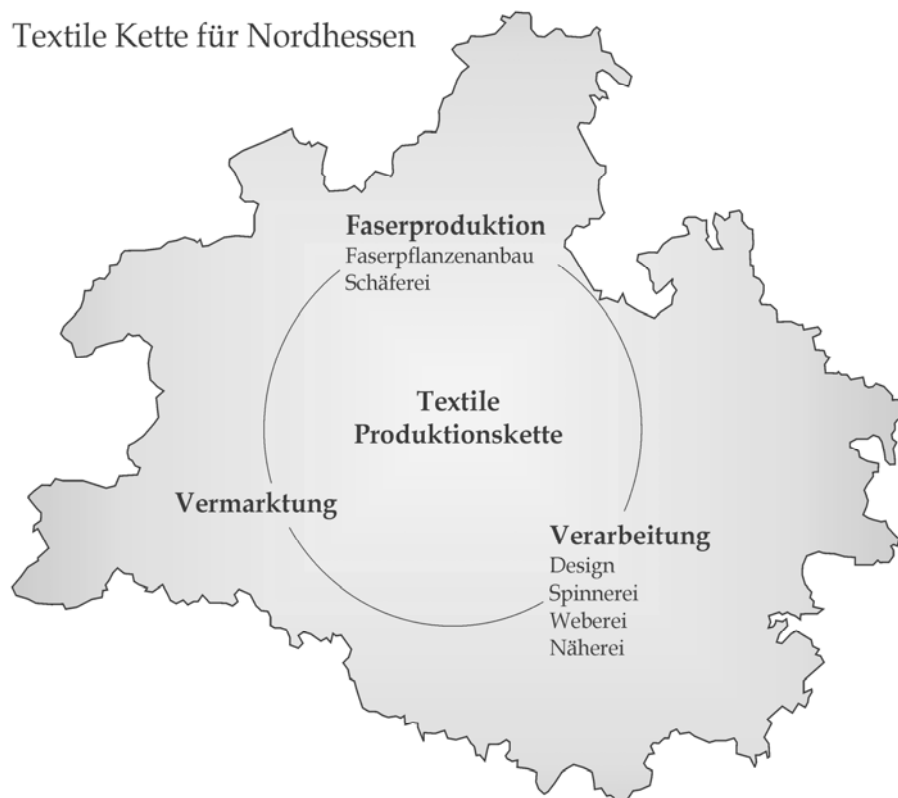 Textile Kette für Nordhessen
Faserproduktion
Faserpflanzenanbau
Schäferei
Textile
Produktionskette
Vermarktung
Verarbeitung
Design
Spinnerei
Weberei
Näherei